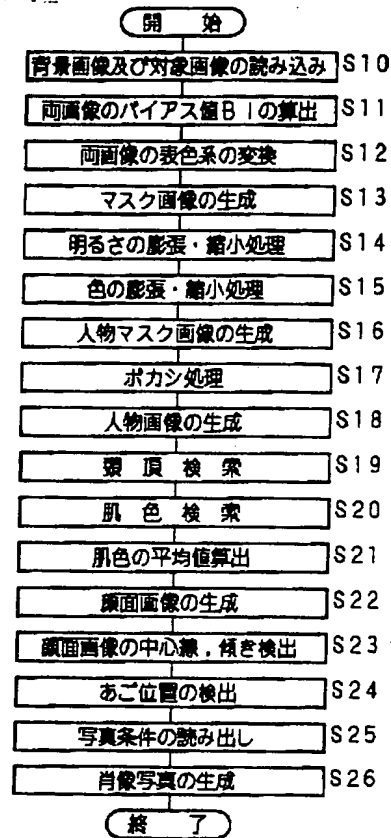 開　始
背景画像及び対象画像の読み込み S10
両画像のバイアス値BIの算出 S11
両画像の表色系の変換 S12
マスク画像の生成 S13
明るさの膨張・縮小処理 S14
色の膨張・縮小処理 S15
人物マスク画像の生成 S16
ボカシ処理 S17
人物画像の生成 S18
頭 頂 検 索 S19
肌 色 検 索 S20
肌色の平均値算出 S21
顔面画像の生成 S22
顔面画像の中心線，傾き検出 S23
あご位置の検出 S24
写真条件の読み出し S25
肖像写真の生成 S26
終　了